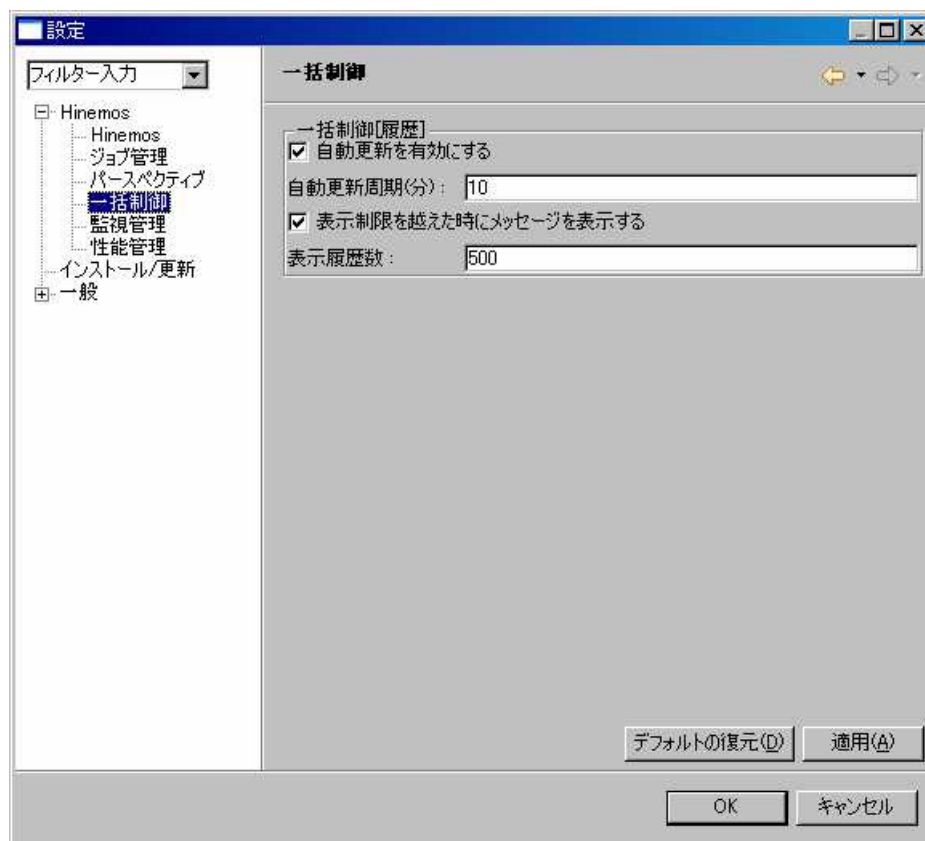 設定
フィルター入力
一括制御
Hinemos
Hinemos
ジョブ管理
パースペクティブ
一括制御
監視管理
性能管理
インストール/更新
一般
一括制御[履歴]
自動更新を有効にする
自動更新周期(分)： 10
表示制限を越えた時にメッセージを表示する
表示履歴数： 500
デフォルトの復元(D) 適用(A)
OK キャンセル